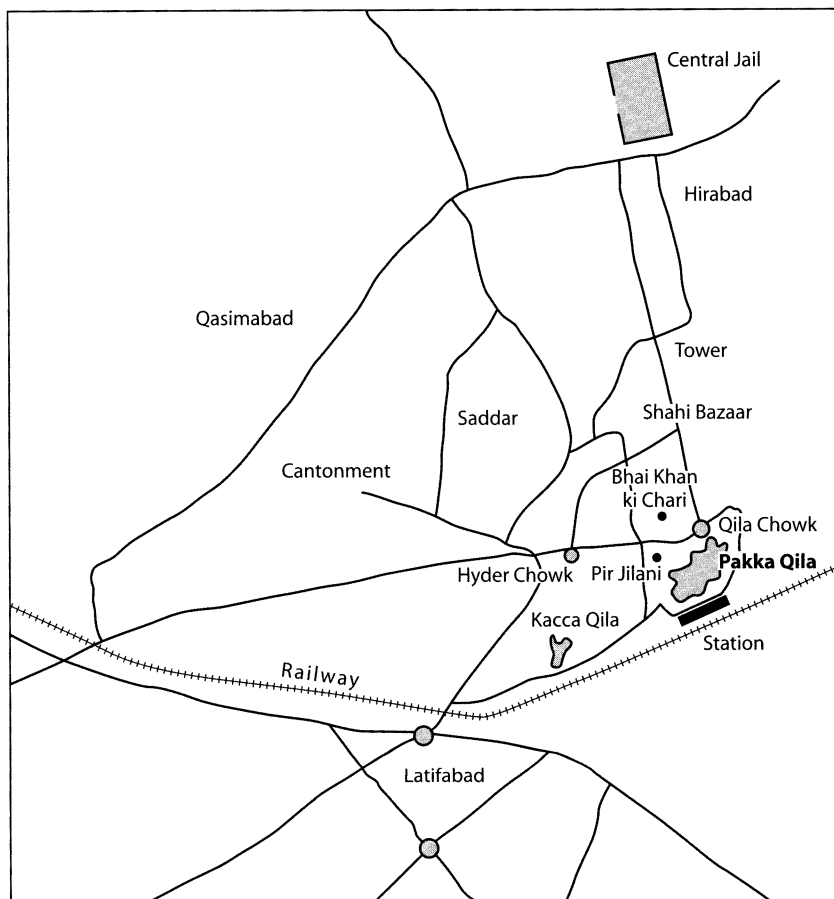 Central Jail
Hirabad
Qasimabad
Tower
Shahi Bazaar
Saddar
Cantonment
Bhai Khan
ki Chari
Qila Chowk
Hyder Chowk
Pir Jilani
Pakka Qila
Kacca Qila
Station
Railway
Latifabad